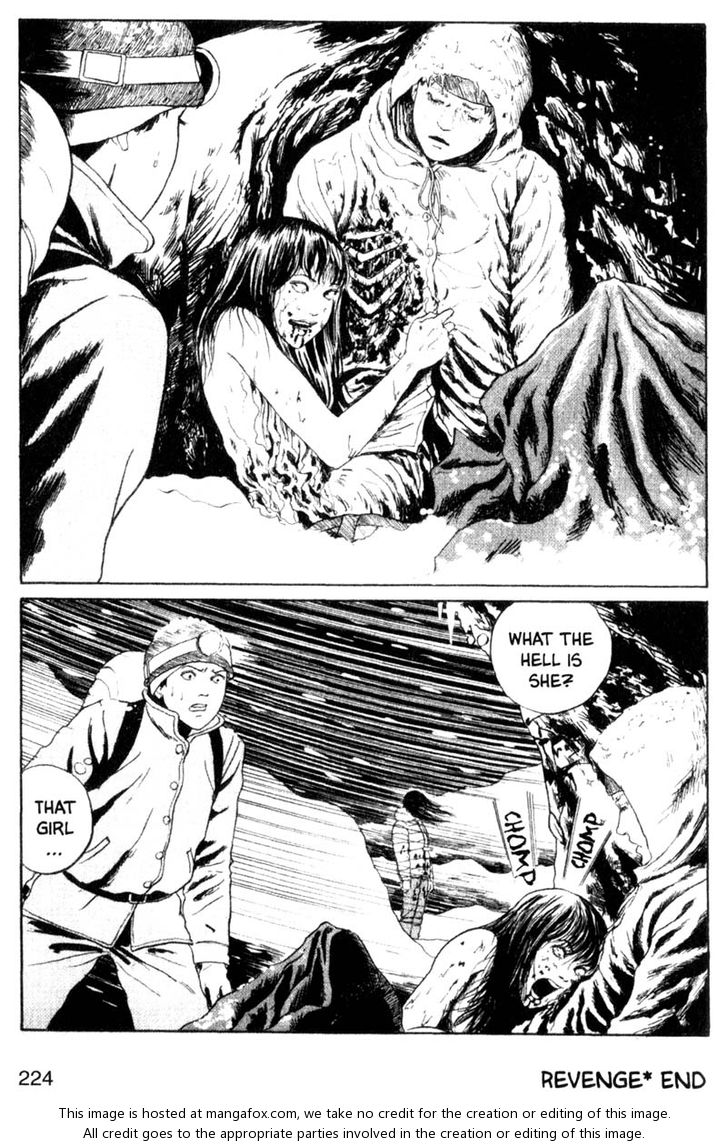 WHAT THE
HELL IS
SHE?
THAT
GIRL
...
CHOMP
CHOMP
224
REVENGE* END
This image is hosted at mangafox.com, we take no credit for the creation or editing of this image.
All credit goes to the appropriate parties involved in the creation or editing of this image.